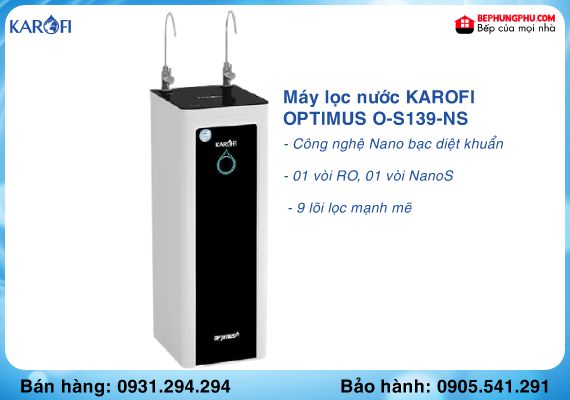 KAROFI
BEPHUNGPHU.COM
Bếp của mọi nhà
Máy lọc nước KAROFI
OPTIMUS O-S139-NS
- Công nghệ Nano bạc diệt khuẩn
- 01 vòi RO, 01 vòi NanoS
- 9 lõi lọc mạnh mẽ
KAROFI
OPTIMUS
Bán hàng: 0931.294.294
Bảo hành: 0905.541.291